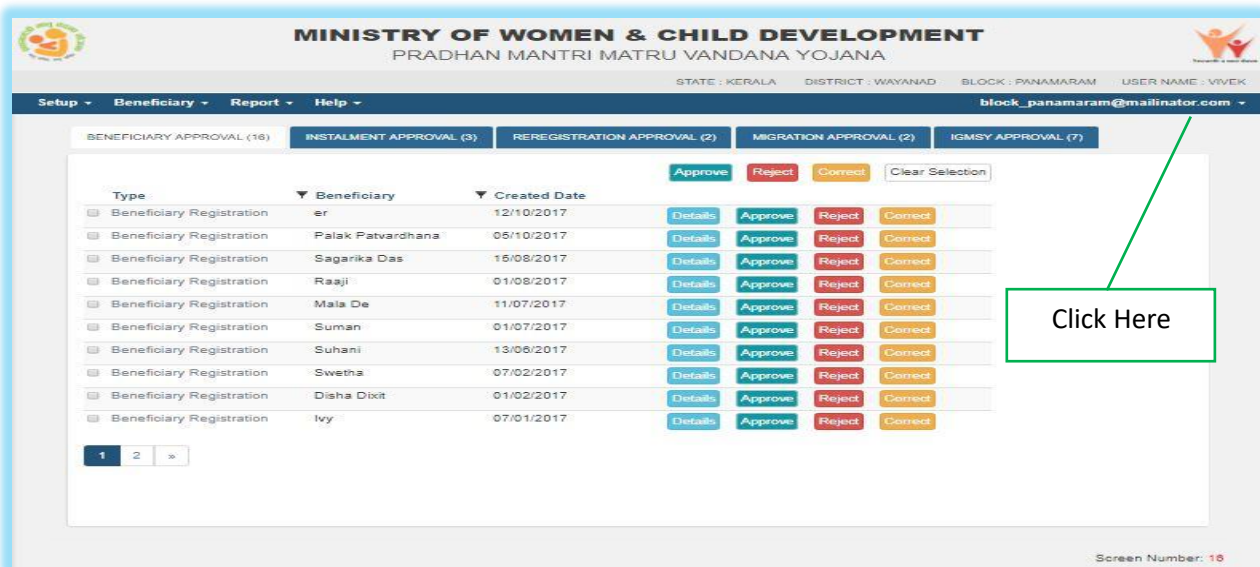 MINISTRY OF WOMEN & CHILD DEVELOPMENT
PRADHAN MANTRI MATRU VANDANA YOJANA
STATE : KERALA DISTRICT : WAYANAD BLOCK : PANAMARAM USER NAME : VIVEK
Setup Beneficiary Report Help block_panamaram@mailinator.com
BENEFICIARY APPROVAL (16) INSTALMENT APPROVAL (3) REREGISTRATION APPROVAL (2) MIGRATION APPROVAL (2) IGMSY APPROVAL (7)
Approve Reject Correct Clear Selection
Type Beneficiary Created Date
Beneficiary Registration er 12/10/2017 Details Approve Reject Correct
Beneficiary Registration Palak Patvardhana 05/10/2017 Details Approve Reject Correct
Beneficiary Registration Sagarika Das 15/08/2017 Details Approve Reject Correct
Beneficiary Registration Raaji 01/08/2017 Details Approve Reject Correct
Beneficiary Registration Mala De 11/07/2017 Details Approve Reject Correct
Beneficiary Registration Suman 01/07/2017 Details Approve Reject Correct
Beneficiary Registration Suhani 13/06/2017 Details Approve Reject Correct
Beneficiary Registration Swetha 07/02/2017 Details Approve Reject Correct
Beneficiary Registration Disha Dixit 01/02/2017 Details Approve Reject Correct
Beneficiary Registration Ivy 07/01/2017 Details Approve Reject Correct
Click Here
1 2 »
Screen Number: 16